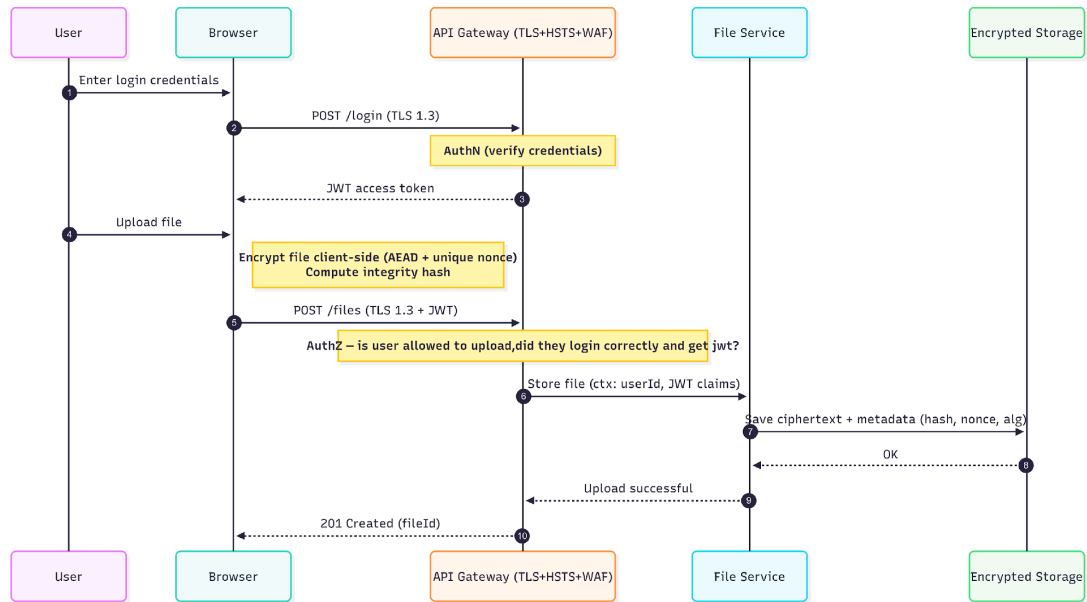 User
Browser
API Gateway (TLS+HSTS+WAF)
File Service
Encrypted Storage
Enter login credentials
1
POST /login (TLS 1.3)
2
AuthN (verify credentials)
JWT access token
3
Upload file
4
Encrypt file client-side (AEAD + unique nonce)
Compute integrity hash
POST /files (TLS 1.3 + JWT)
5
AuthZ — is user allowed to upload,did they login correctly and get jwt?
Store file (ctx: userId, JWT claims)
6
Save ciphertext + metadata (hash, nonce, alg)
7
OK
8
Upload successful
9
201 Created (fileId)
10
User
Browser
API Gateway (TLS+HSTS+WAF)
File Service
Encrypted Storage